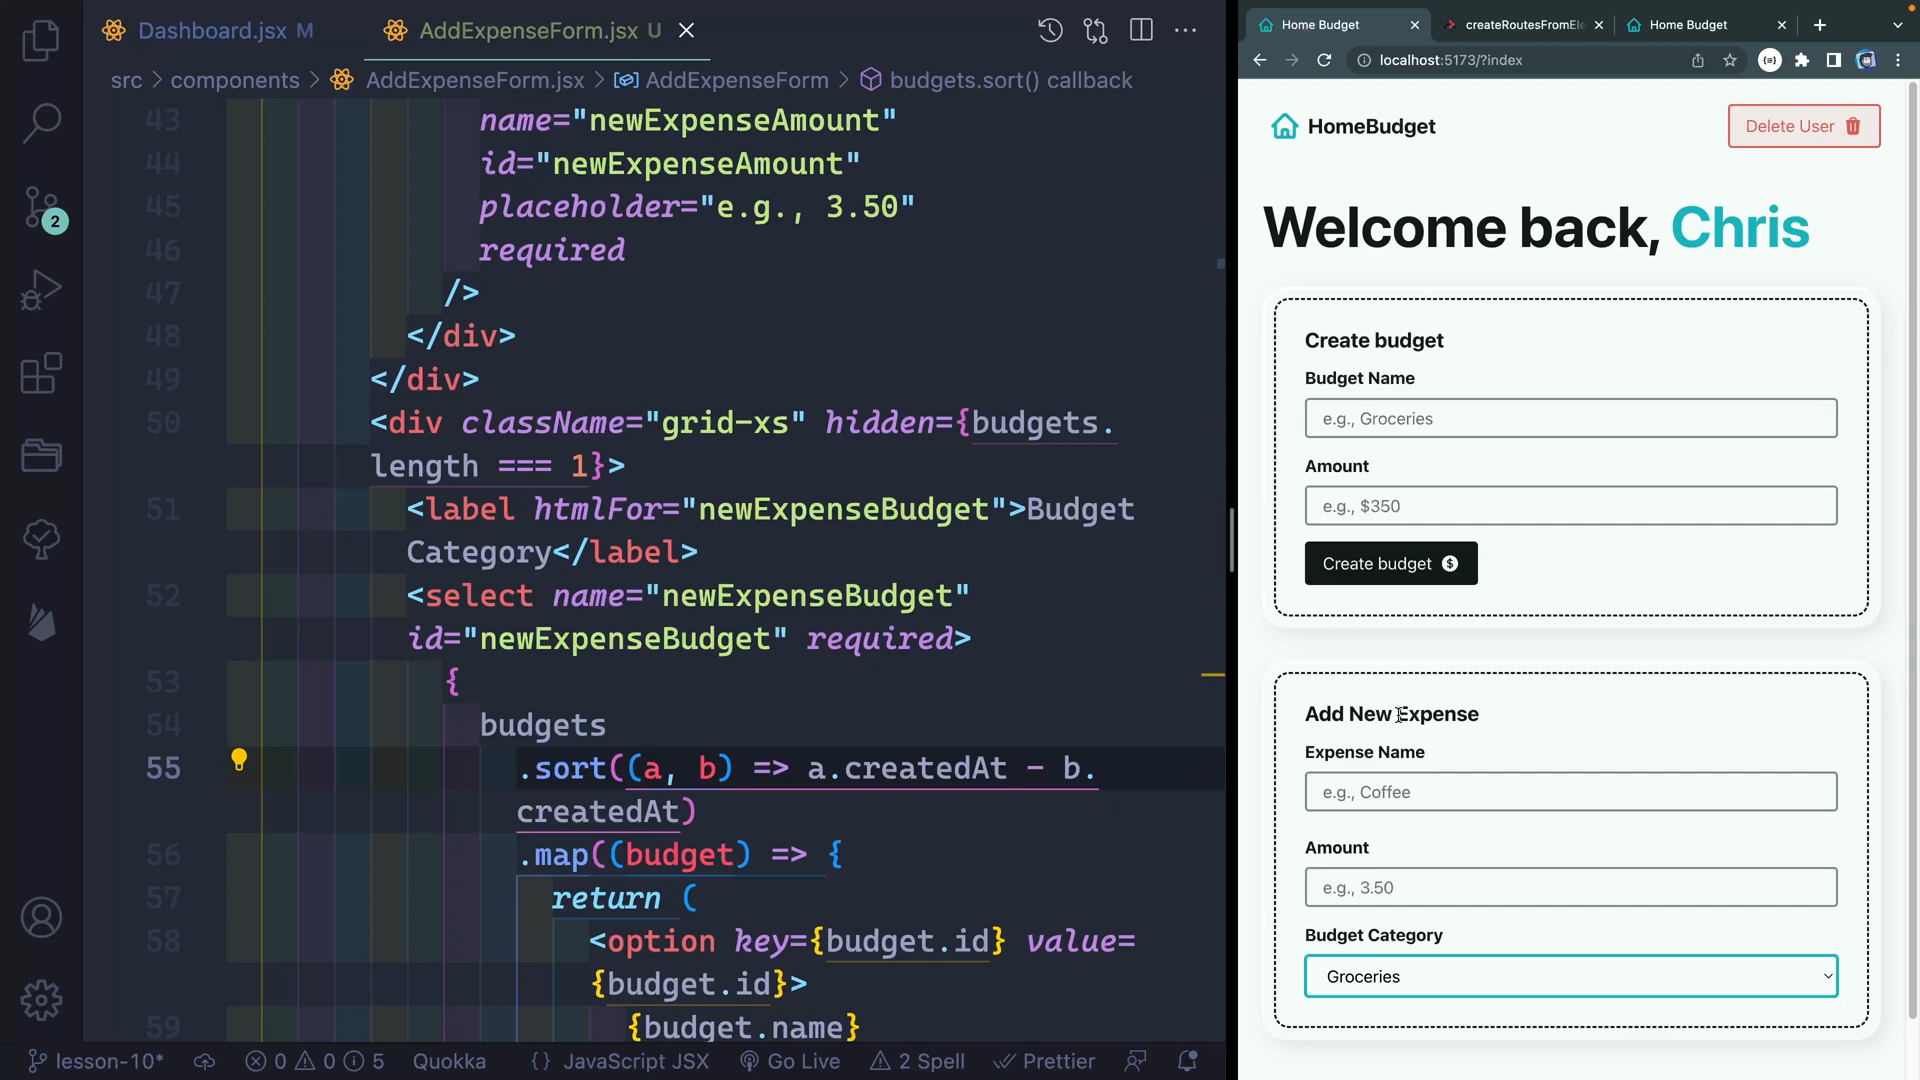 Dashboard.jsx M
AddExpenseForm.jsx U
src > components > AddExpenseForm.jsx > AddExpenseForm > budgets.sort() callback
43 name="newExpenseAmount"
44 id="newExpenseAmount"
45 placeholder="e.g., 3.50"
46 required
47 />
48 </div>
49 </div>
50 <div className="grid-xs" hidden={budgets.
length === 1}>
51 <label htmlFor="newExpenseBudget">Budget
Category</label>
52 <select name="newExpenseBudget"
id="newExpenseBudget" required>
53 {
54 budgets
55 .sort((a, b) => a.createdAt - b.
createdAt)
56 .map((budget) => {
57 return (
58 <option key={budget.id} value=
{budget.id}>
59 {budget.name}
2
lesson-10* 0 0 5 Quokka {} JavaScript JSX Go Live 2 Spell Prettier
Home Budget
createRoutesFromEle
Home Budget
localhost:5173/?index
HomeBudget
Delete User
Welcome back, Chris
Create budget
Budget Name
e.g., Groceries
Amount
e.g., $350
Create budget $
Add New Expense
Expense Name
e.g., Coffee
Amount
e.g., 3.50
Budget Category
Groceries